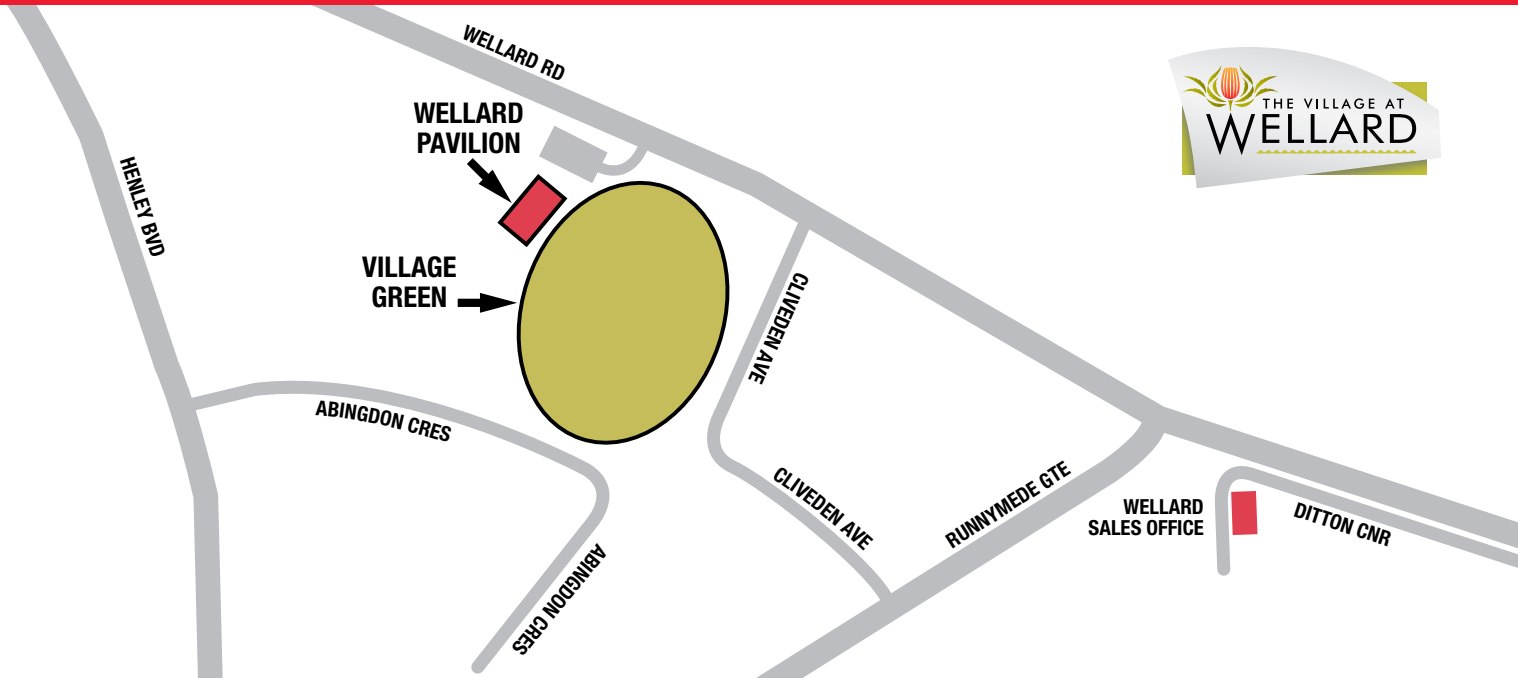 WELLARD RD
THE VILLAGE AT
WELLARD
WELLARD
PAVILION
HENLEY BVD
VILLAGE
GREEN
CLIVEDEN AVE
ABINGDON CRES
CLIVEDEN AVE
RUNNYMEDE GTE
WELLARD
SALES OFFICE
DITTON CNR
ABINGDON CRES